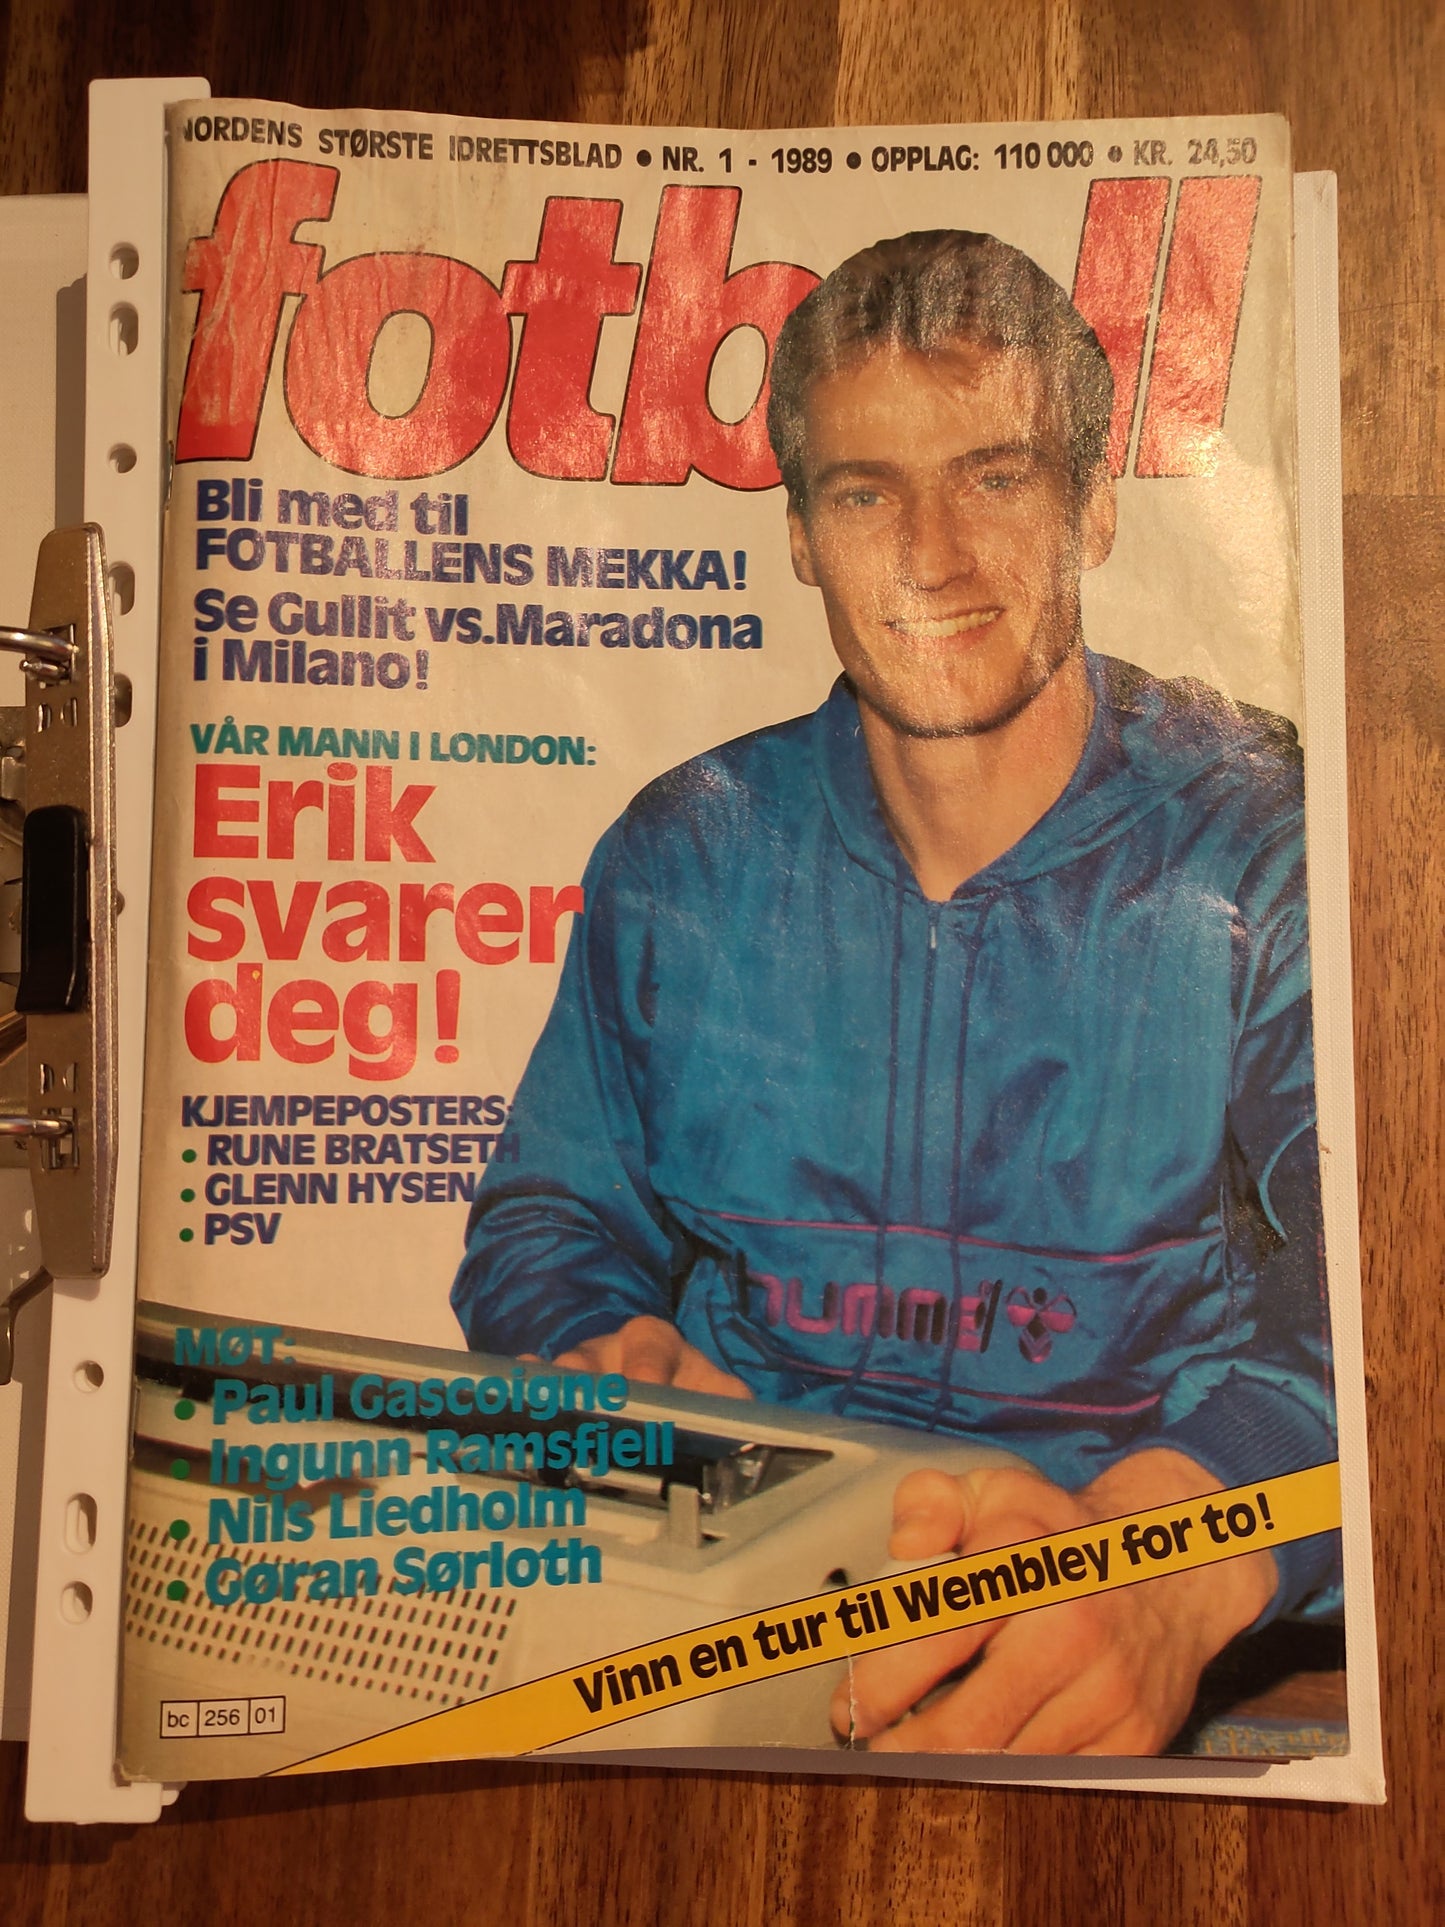 NORDENS STØRSTE IDRETTSBLAD • NR. 1 - 1989 • OPPLAG: 110 000 • KR. 24,50
fotball
Bli med til
FOTBALLENS MEKKA!
Se Gullit vs.Maradona
i Milano!
VÅR MANN I LONDON:
Erik
svarer
deg!
KJEMPEPOSTERS:
• RUNE BRATSETH
• GLENN HYSEN
• PSV
hummel
MØT:
• Paul Gascoigne
• Ingunn Ramsfjell
• Nils Liedholm
• Gøran Sørloth
Vinn en tur til Wembley for to!
bc 256 01